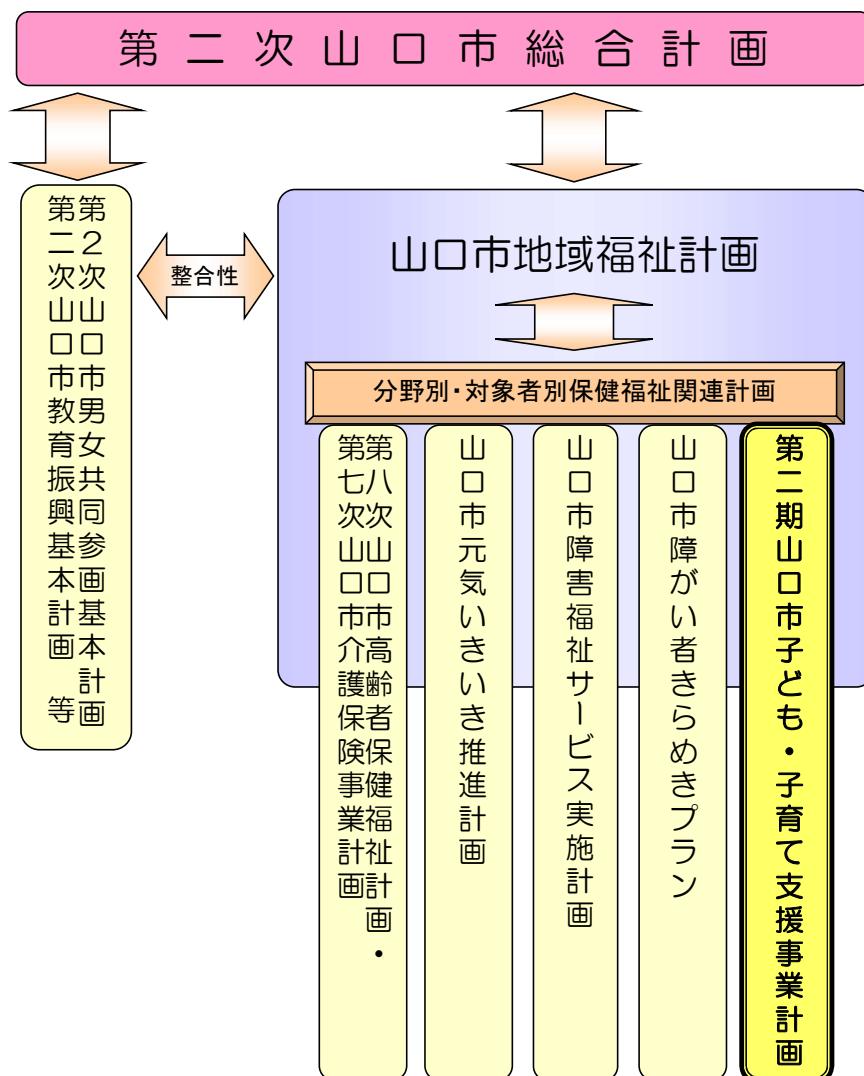 第二次山口市総合計画
第２次山口市男女共同参画基本計画
第二次山口市教育振興基本計画 等
整合性
山口市地域福祉計画
分野別・対象者別保健福祉関連計画
第八次山口市高齢者保健福祉計画・
第七次山口市介護保険事業計画
山口市元気いきいき推進計画
山口市障害福祉サービス実施計画
山口市障がい者きらめきプラン
第二期山口市子ども・子育て支援事業計画